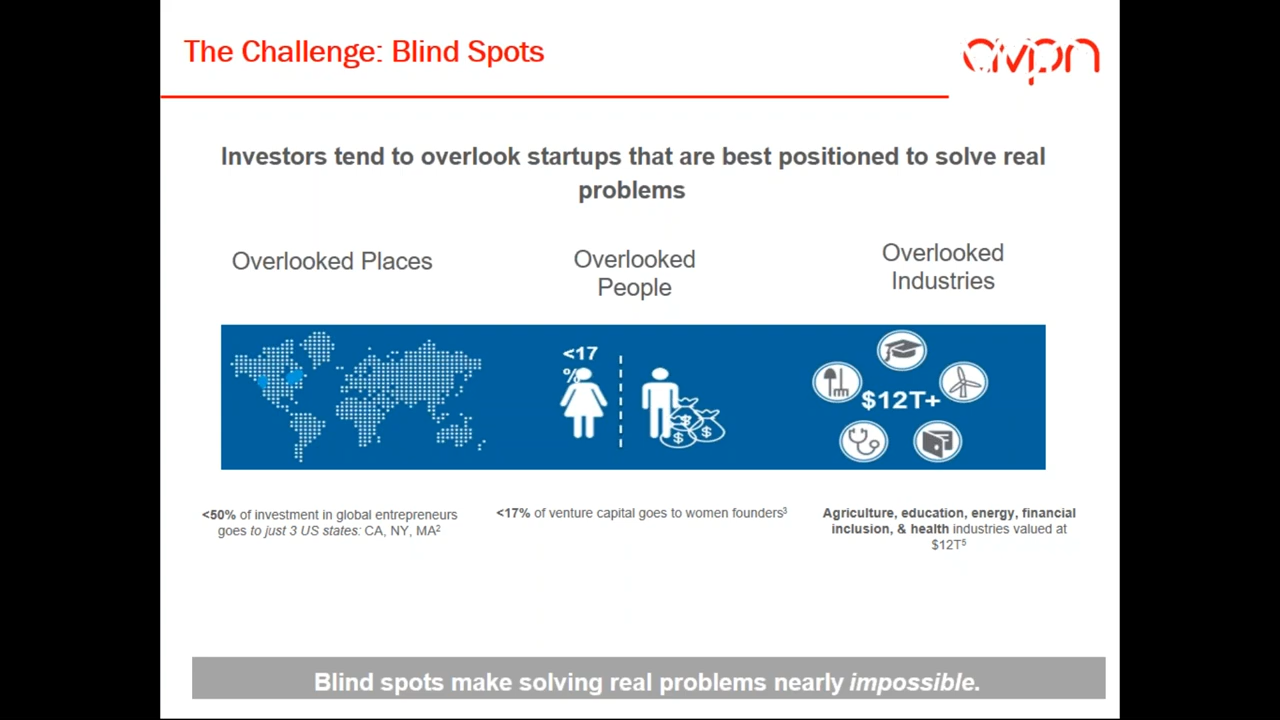 The Challenge: Blind Spots
avpn
Investors tend to overlook startups that are best positioned to solve real
problems
Overlooked Places
Overlooked
People
Overlooked
Industries
<17
%
$12T+
$
$
$
<50% of investment in global entrepreneurs
goes to just 3 US states: CA, NY, MA²
<17% of venture capital goes to women founders³
Agriculture, education, energy, financial
inclusion, & health industries valued at
$12T⁵
Blind spots make solving real problems nearly impossible.